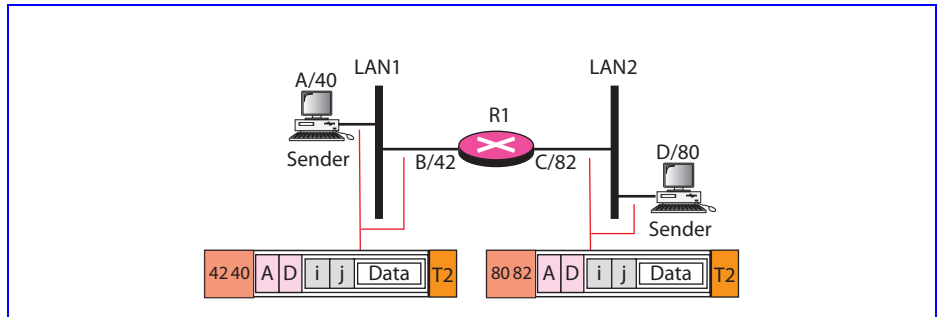 LAN1
LAN2
A/40
R1
Sender
B/42
C/82
D/80
Sender
42 40 A D i j Data T2
80 82 A D i j Data T2